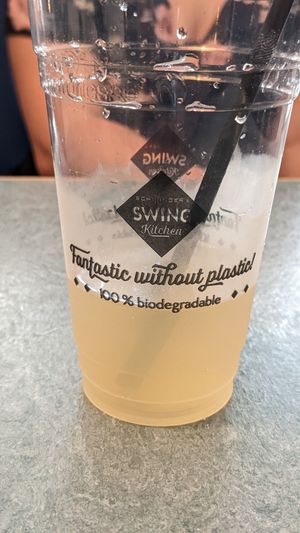 SWING
Kitchen
Fantastic without plastic!
100 % biodegradable